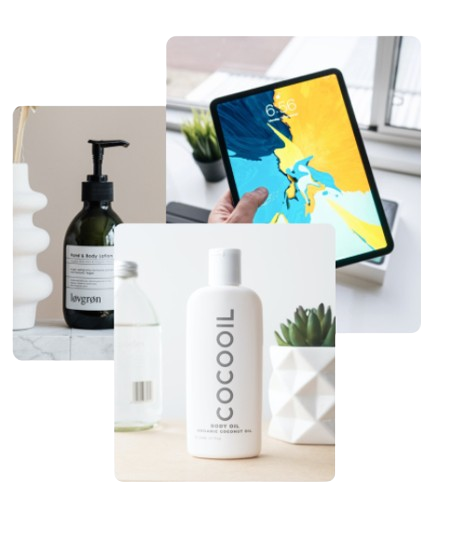 6:56
Hand & Body Lotion
løvgrøn
COCOOIL
BODY OIL
ORGANIC COCONUT OIL